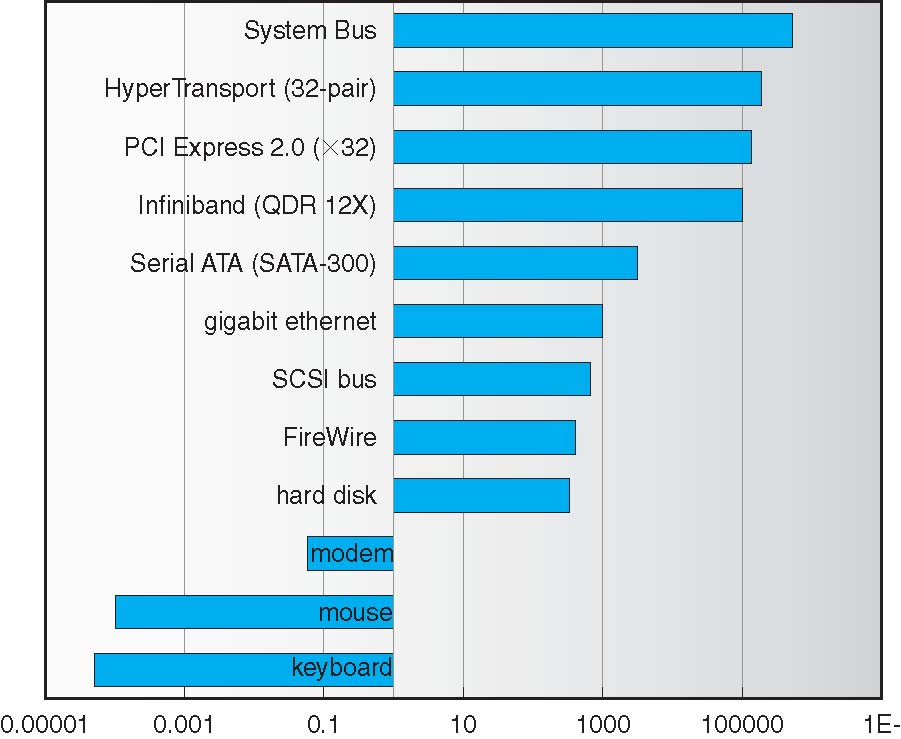 System Bus
HyperTransport (32-pair)
PCI Express 2.0 (×32)
Infiniband (QDR 12X)
Serial ATA (SATA-300)
gigabit ethernet
SCSI bus
FireWire
hard disk
modem
mouse
keyboard
0.00001 0.001 0.1 10 1000 100000 1E-